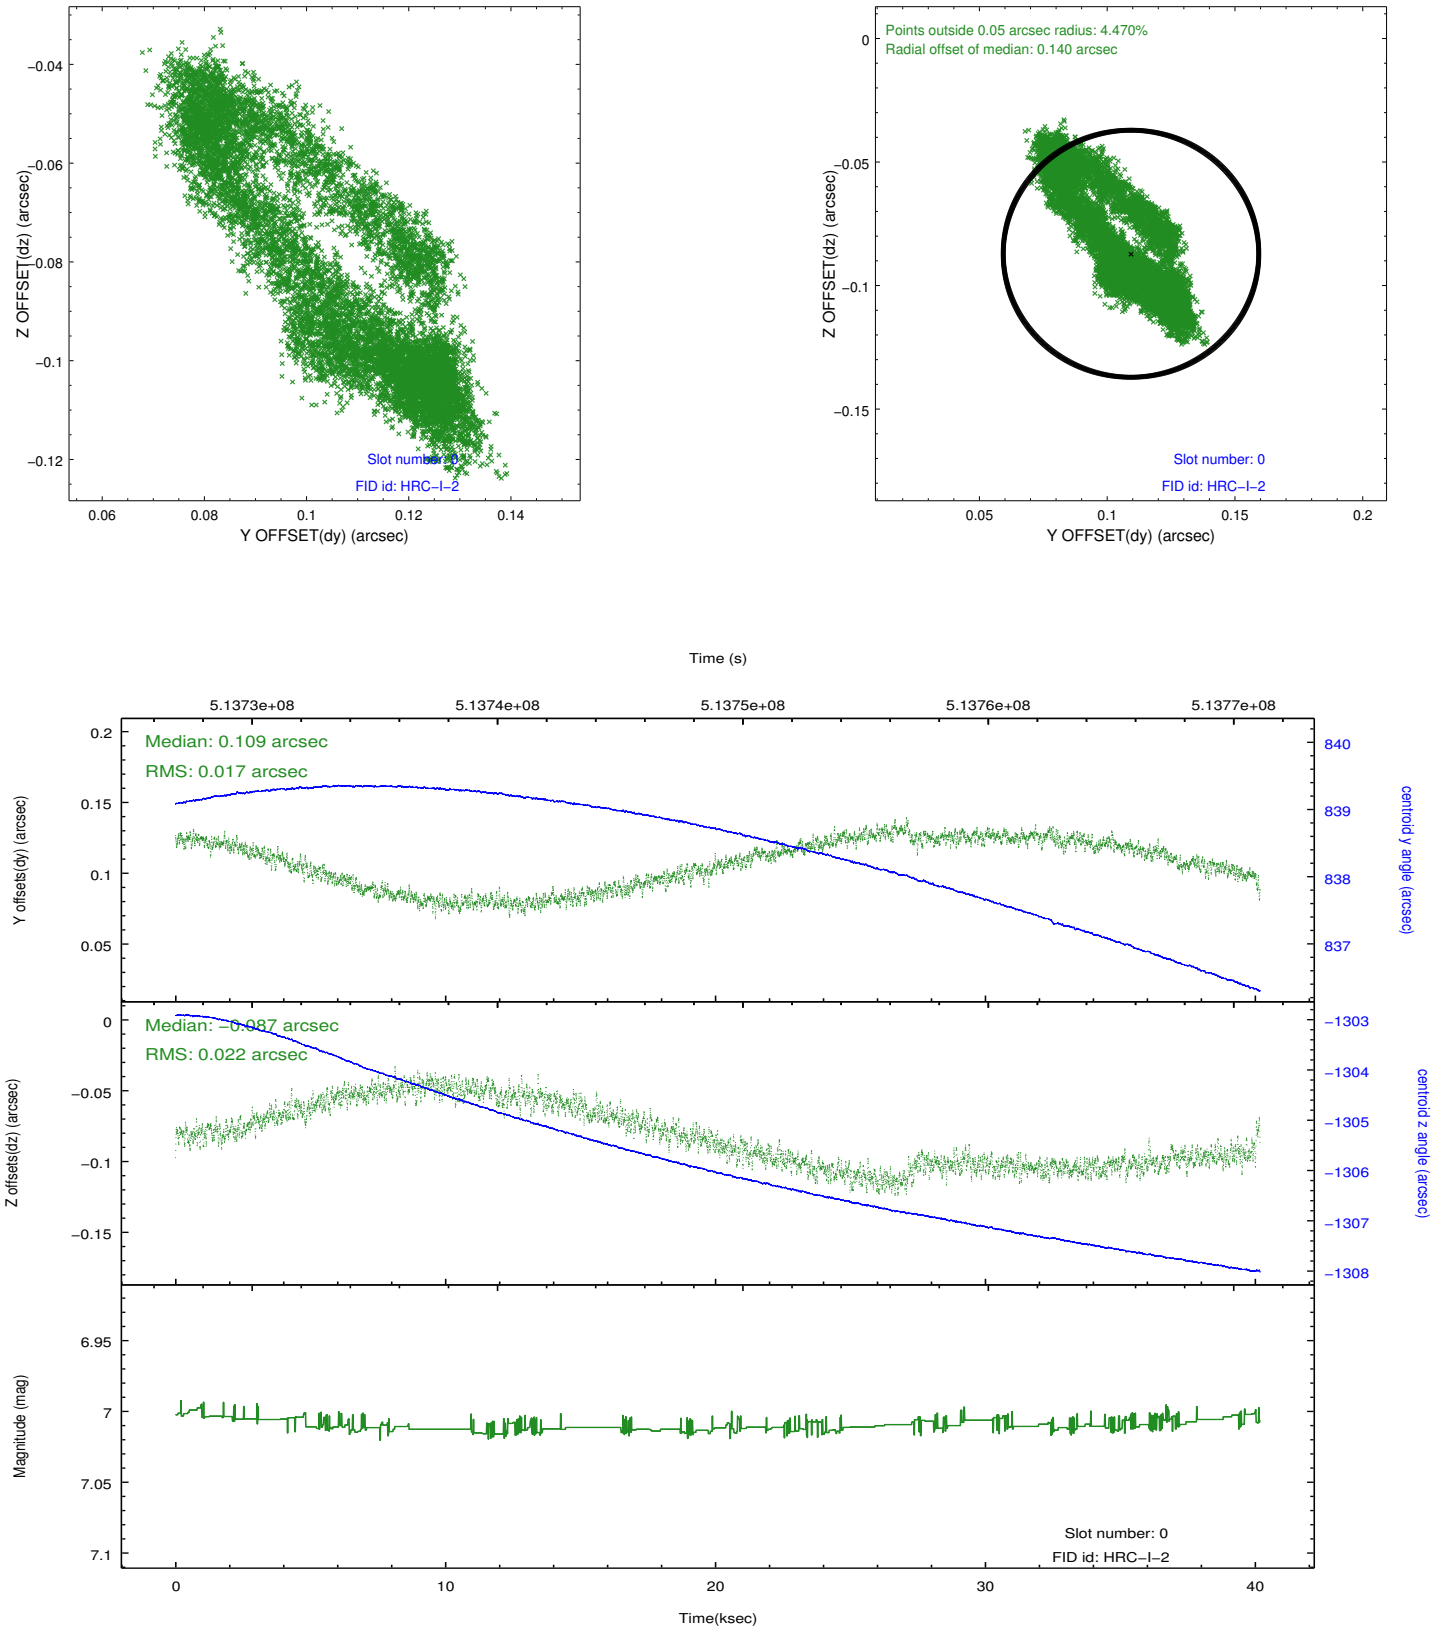 −0.04
−0.06
−0.08
−0.1
−0.12
Z OFFSET(dz) (arcsec)
Slot number: 0
FID id: HRC−I−2
0.06 0.08 0.1 0.12 0.14
Y OFFSET(dy) (arcsec)
Points outside 0.05 arcsec radius: 4.470%
Radial offset of median: 0.140 arcsec
0
−0.05
−0.1
−0.15
Z OFFSET(dz) (arcsec)
Slot number: 0
FID id: HRC−I−2
0.05 0.1 0.15 0.2
Y OFFSET(dy) (arcsec)
Time (s)
5.1373e+08 5.1374e+08 5.1375e+08 5.1376e+08 5.1377e+08
Median: 0.109 arcsec
RMS: 0.017 arcsec
0.2
0.15
0.1
0.05
Y offsets(dy) (arcsec)
840
839
838
837
centroid y angle (arcsec)
Median: −0.087 arcsec
RMS: 0.022 arcsec
0
−0.05
−0.1
−0.15
Z offsets(dz) (arcsec)
−1303
−1304
−1305
−1306
−1307
−1308
centroid z angle (arcsec)
6.95
7
7.05
7.1
Magnitude (mag)
Slot number: 0
FID id: HRC−I−2
0 10 20 30 40
Time(ksec)